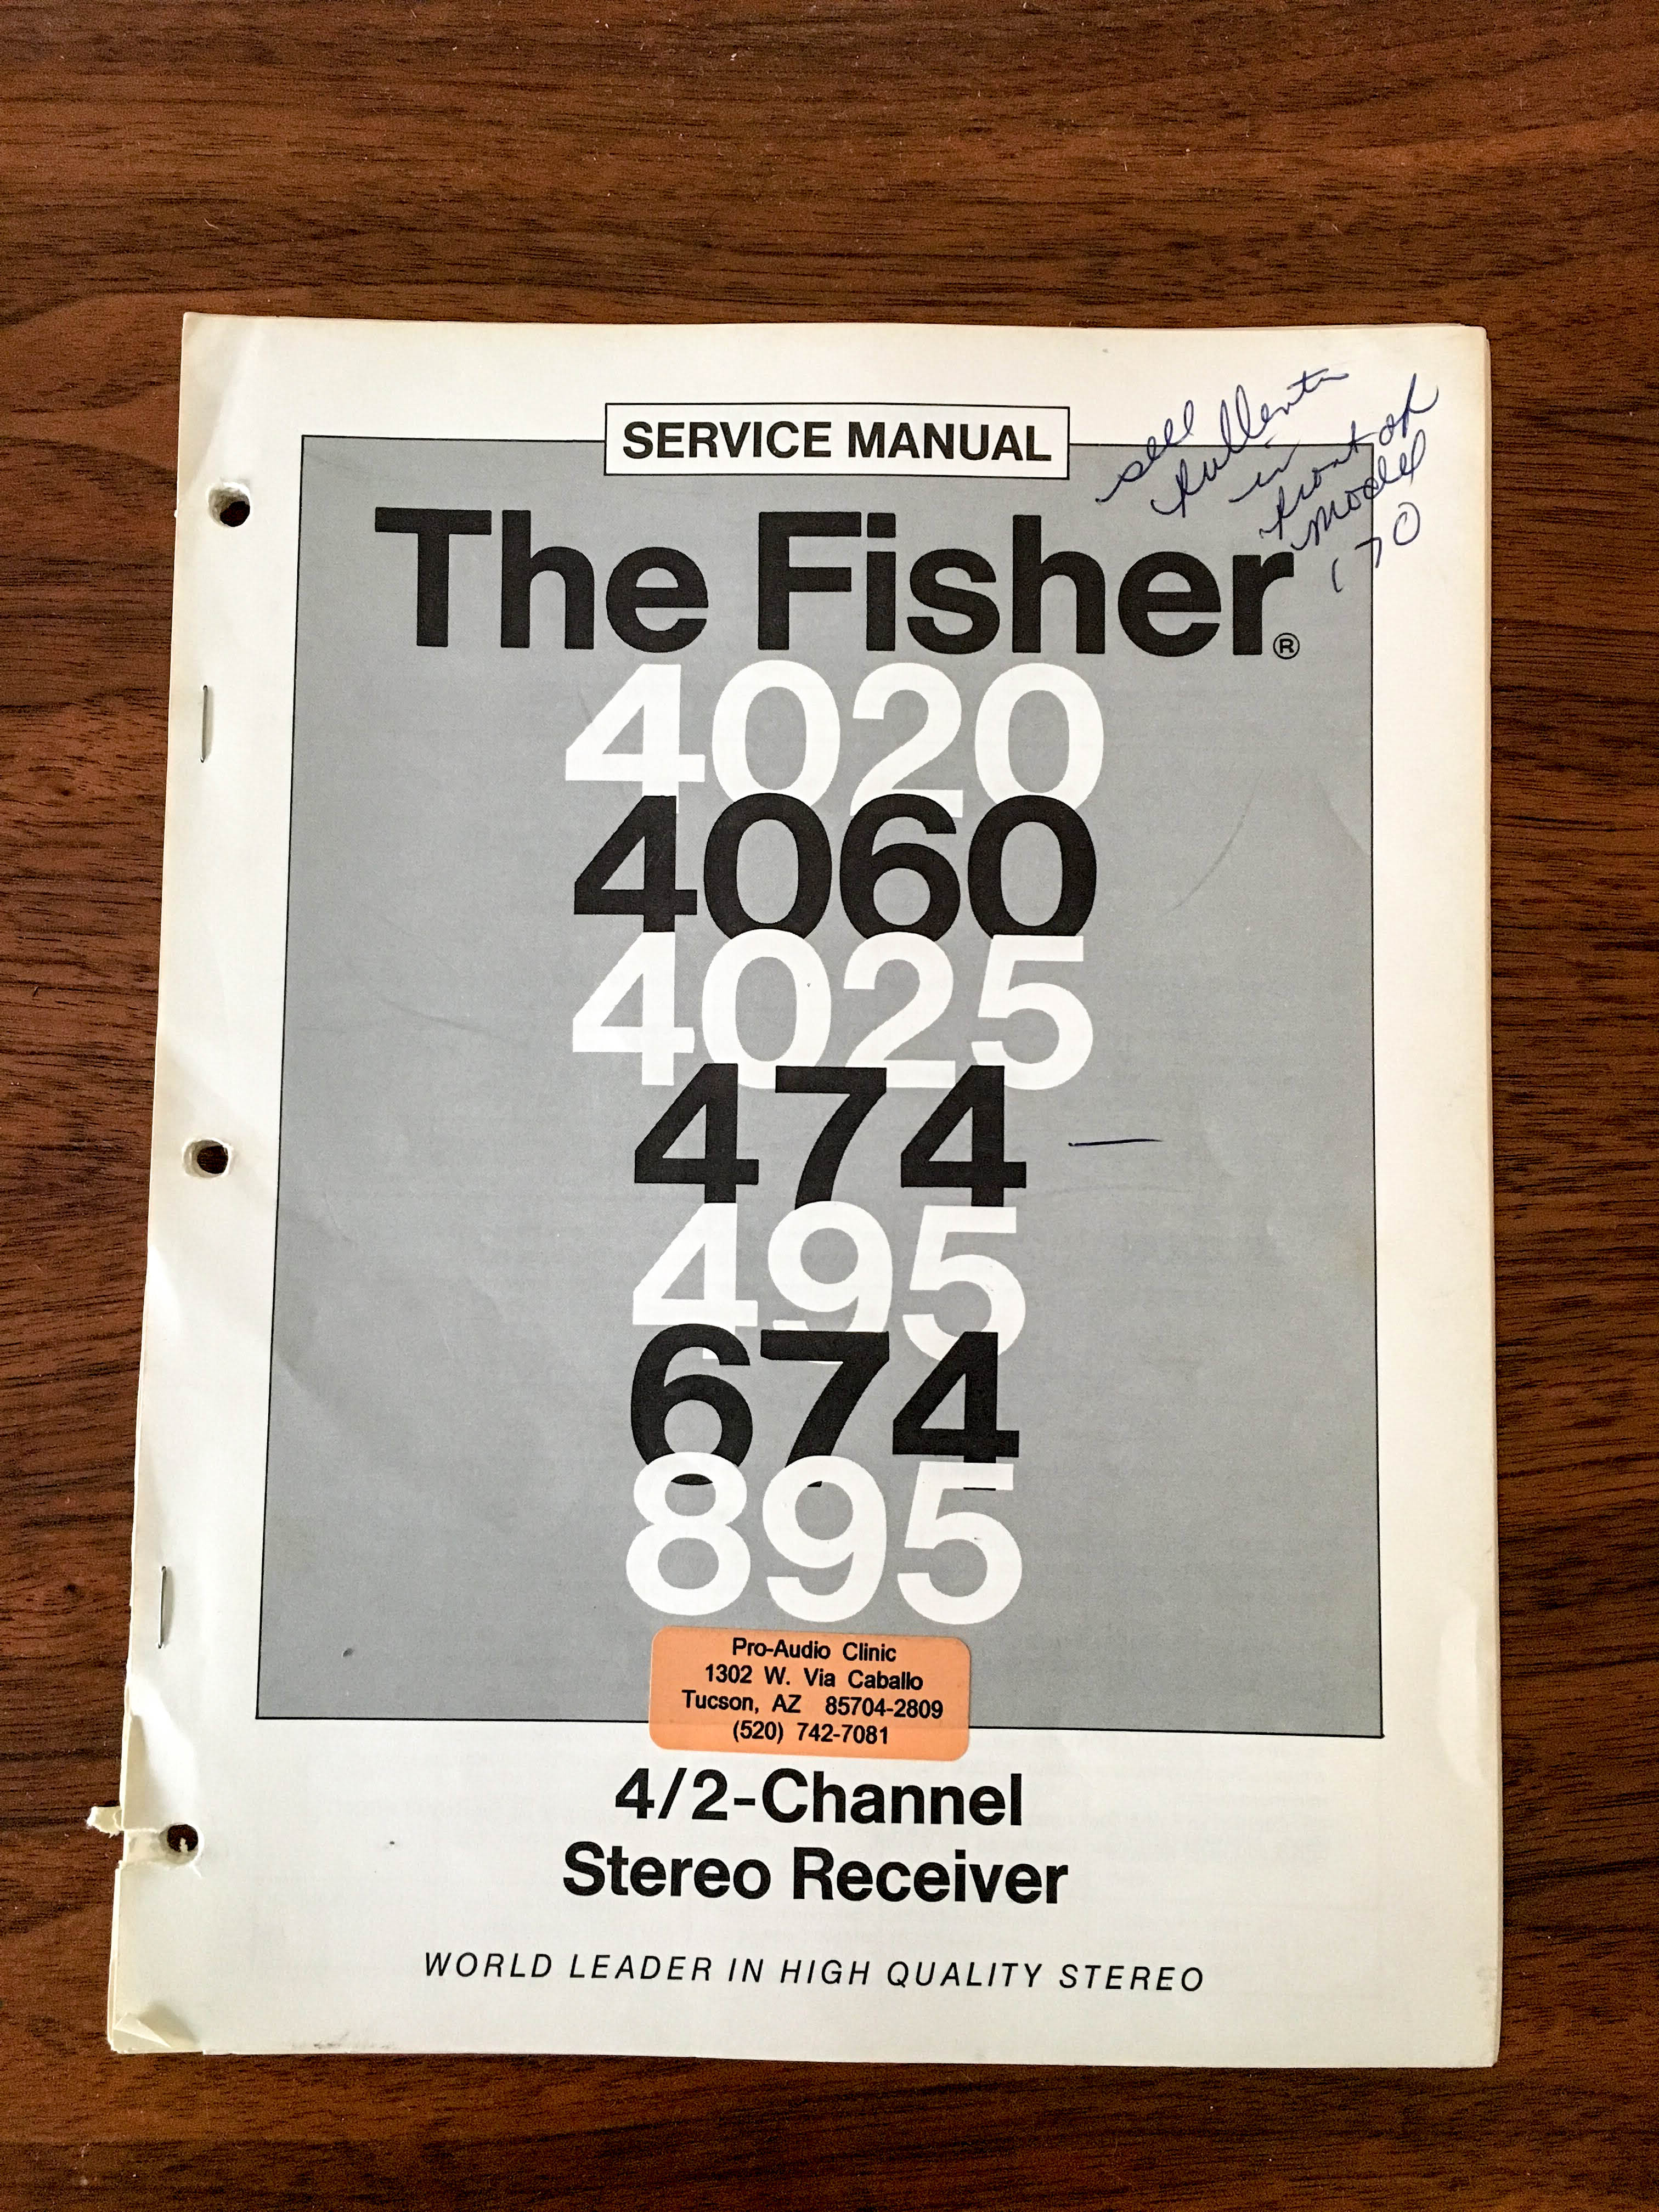 see
Bulletin
in
front of
Model
170
SERVICE MANUAL
The Fisher®
4020
4060
4025
474 —
495
674
895
Pro-Audio Clinic
1302 W. Via Caballo
Tucson, AZ 85704-2809
(520) 742-7081
4/2-Channel
Stereo Receiver
WORLD LEADER IN HIGH QUALITY STEREO